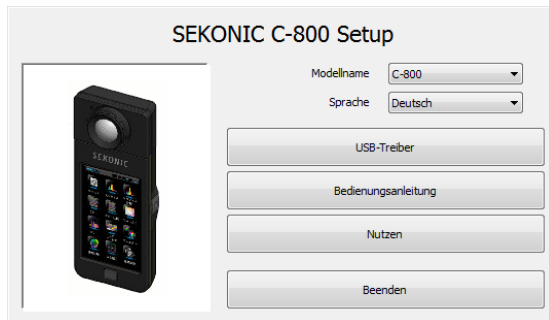 SEKONIC C-800 Setup
Modellname C-800
Sprache Deutsch
SEKONIC
USB-Treiber
Bedienungsanleitung
Nutzen
Beenden